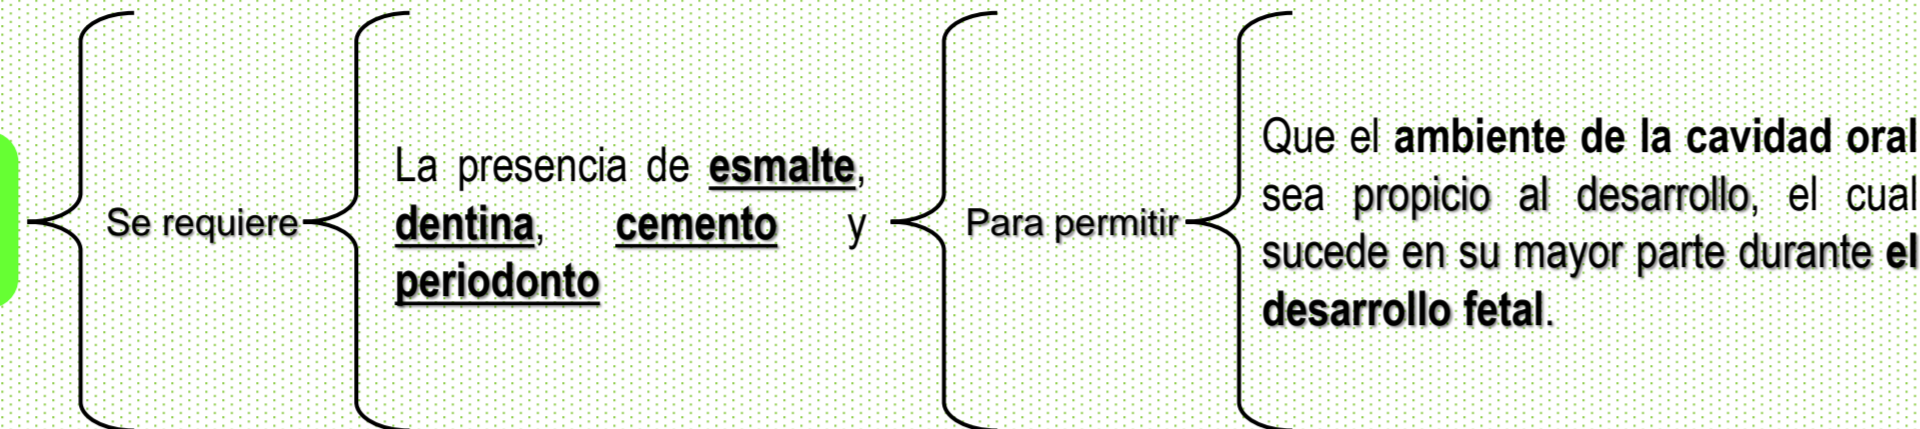 Se requiere
La presencia de esmalte,
dentina, cemento y
periodonto
Para permitir
Que el ambiente de la cavidad oral
sea propicio al desarrollo, el cual
sucede en su mayor parte durante el
desarrollo fetal.